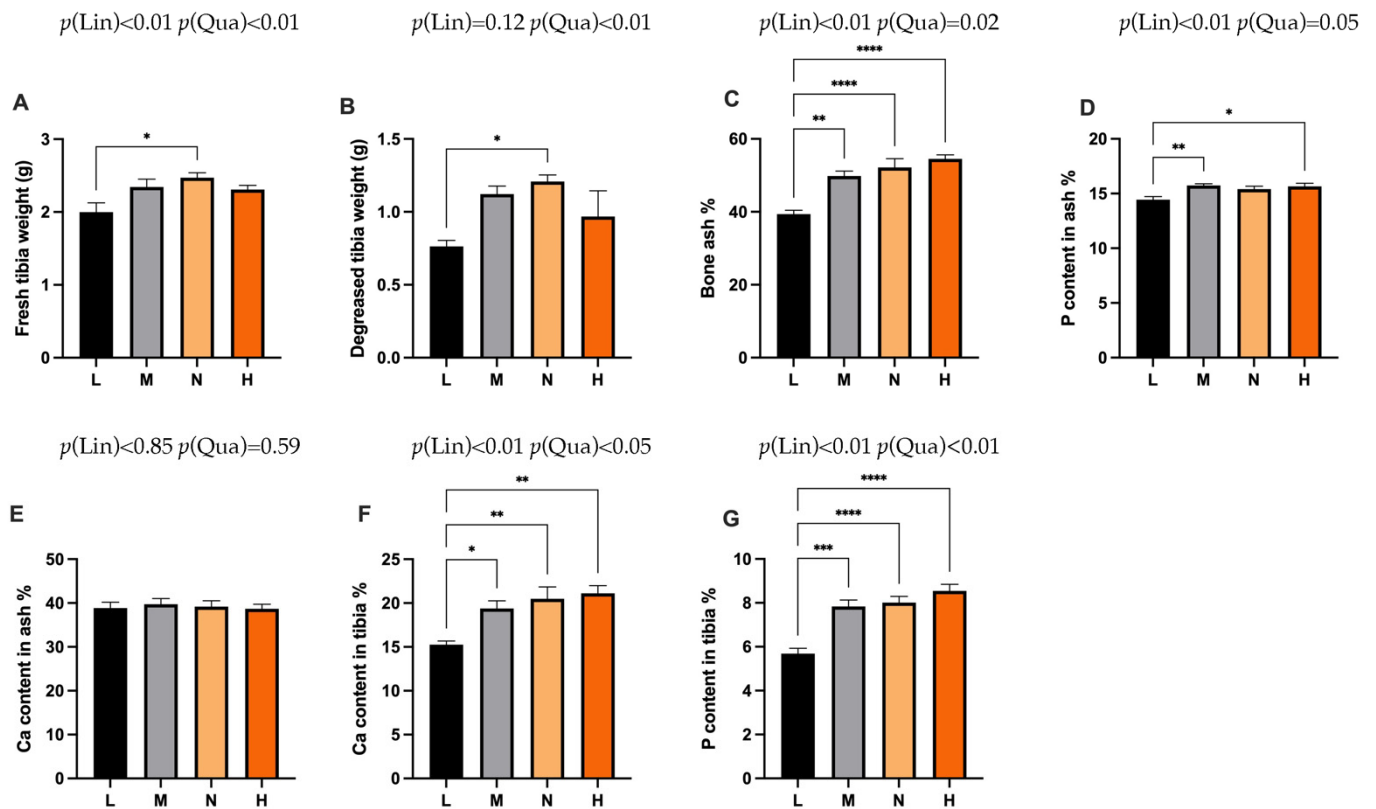 p(Lin)<0.01 p(Qua)<0.01
p(Lin)=0.12 p(Qua)<0.01
p(Lin)<0.01 p(Qua)=0.02
p(Lin)<0.01 p(Qua)=0.05
A
Fresh tibia weight (g)
3
2
1
0
*
L M N H
B
Degreased tibia weight (g)
1.5
1.0
0.5
0.0
*
L M N H
C
Bone ash %
60
40
20
0
****
****
**
L M N H
D
P content in ash %
20
15
10
5
0
*
**
L M N H
p(Lin)<0.85 p(Qua)=0.59
p(Lin)<0.01 p(Qua)<0.05
p(Lin)<0.01 p(Qua)<0.01
E
Ca content in ash %
50
40
30
20
10
0
L M N H
F
Ca content in tibia %
25
20
15
10
5
0
**
**
*
L M N H
G
P content in tibia %
10
8
6
4
2
0
****
****
***
L M N H